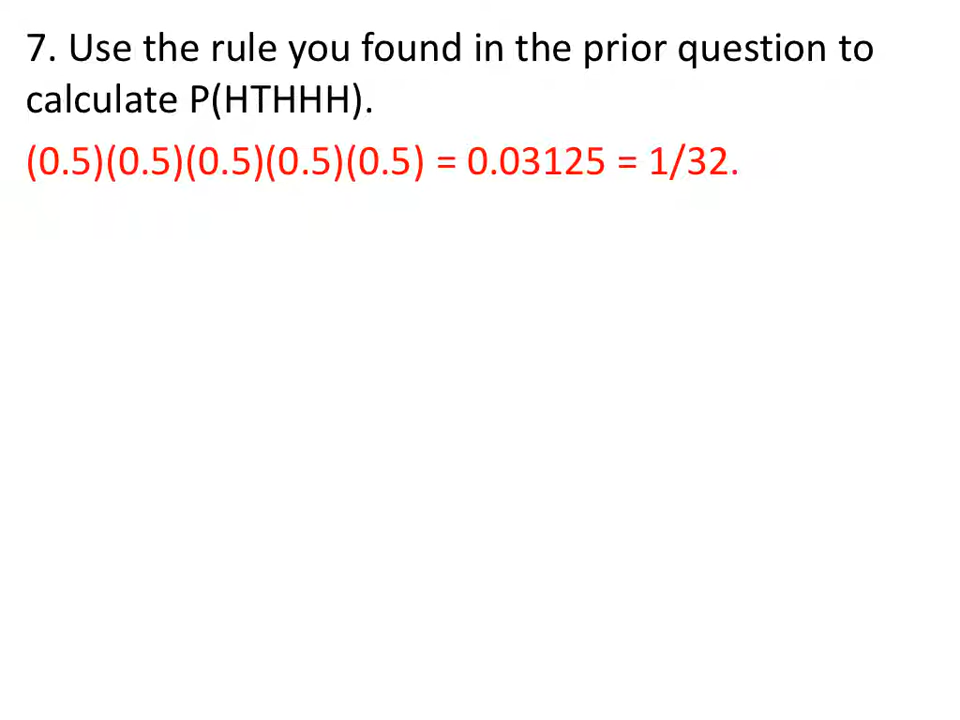 7. Use the rule you found in the prior question to
calculate P(HTHHH).
(0.5)(0.5)(0.5)(0.5)(0.5) = 0.03125 = 1/32.